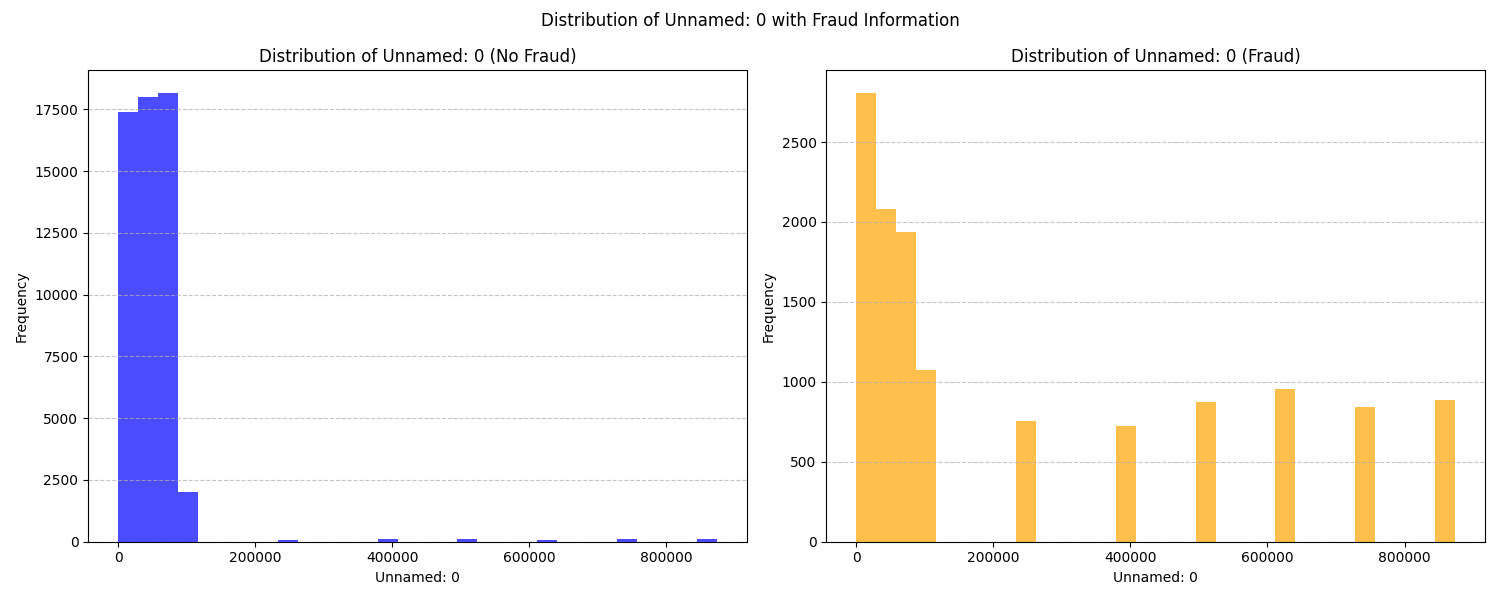 Distribution of Unnamed: 0 with Fraud Information
Distribution of Unnamed: 0 (No Fraud)
17500
15000
12500
10000
7500
5000
2500
0
Frequency
0 200000 400000 600000 800000
Unnamed: 0
Distribution of Unnamed: 0 (Fraud)
2500
2000
1500
1000
500
0
Frequency
0 200000 400000 600000 800000
Unnamed: 0